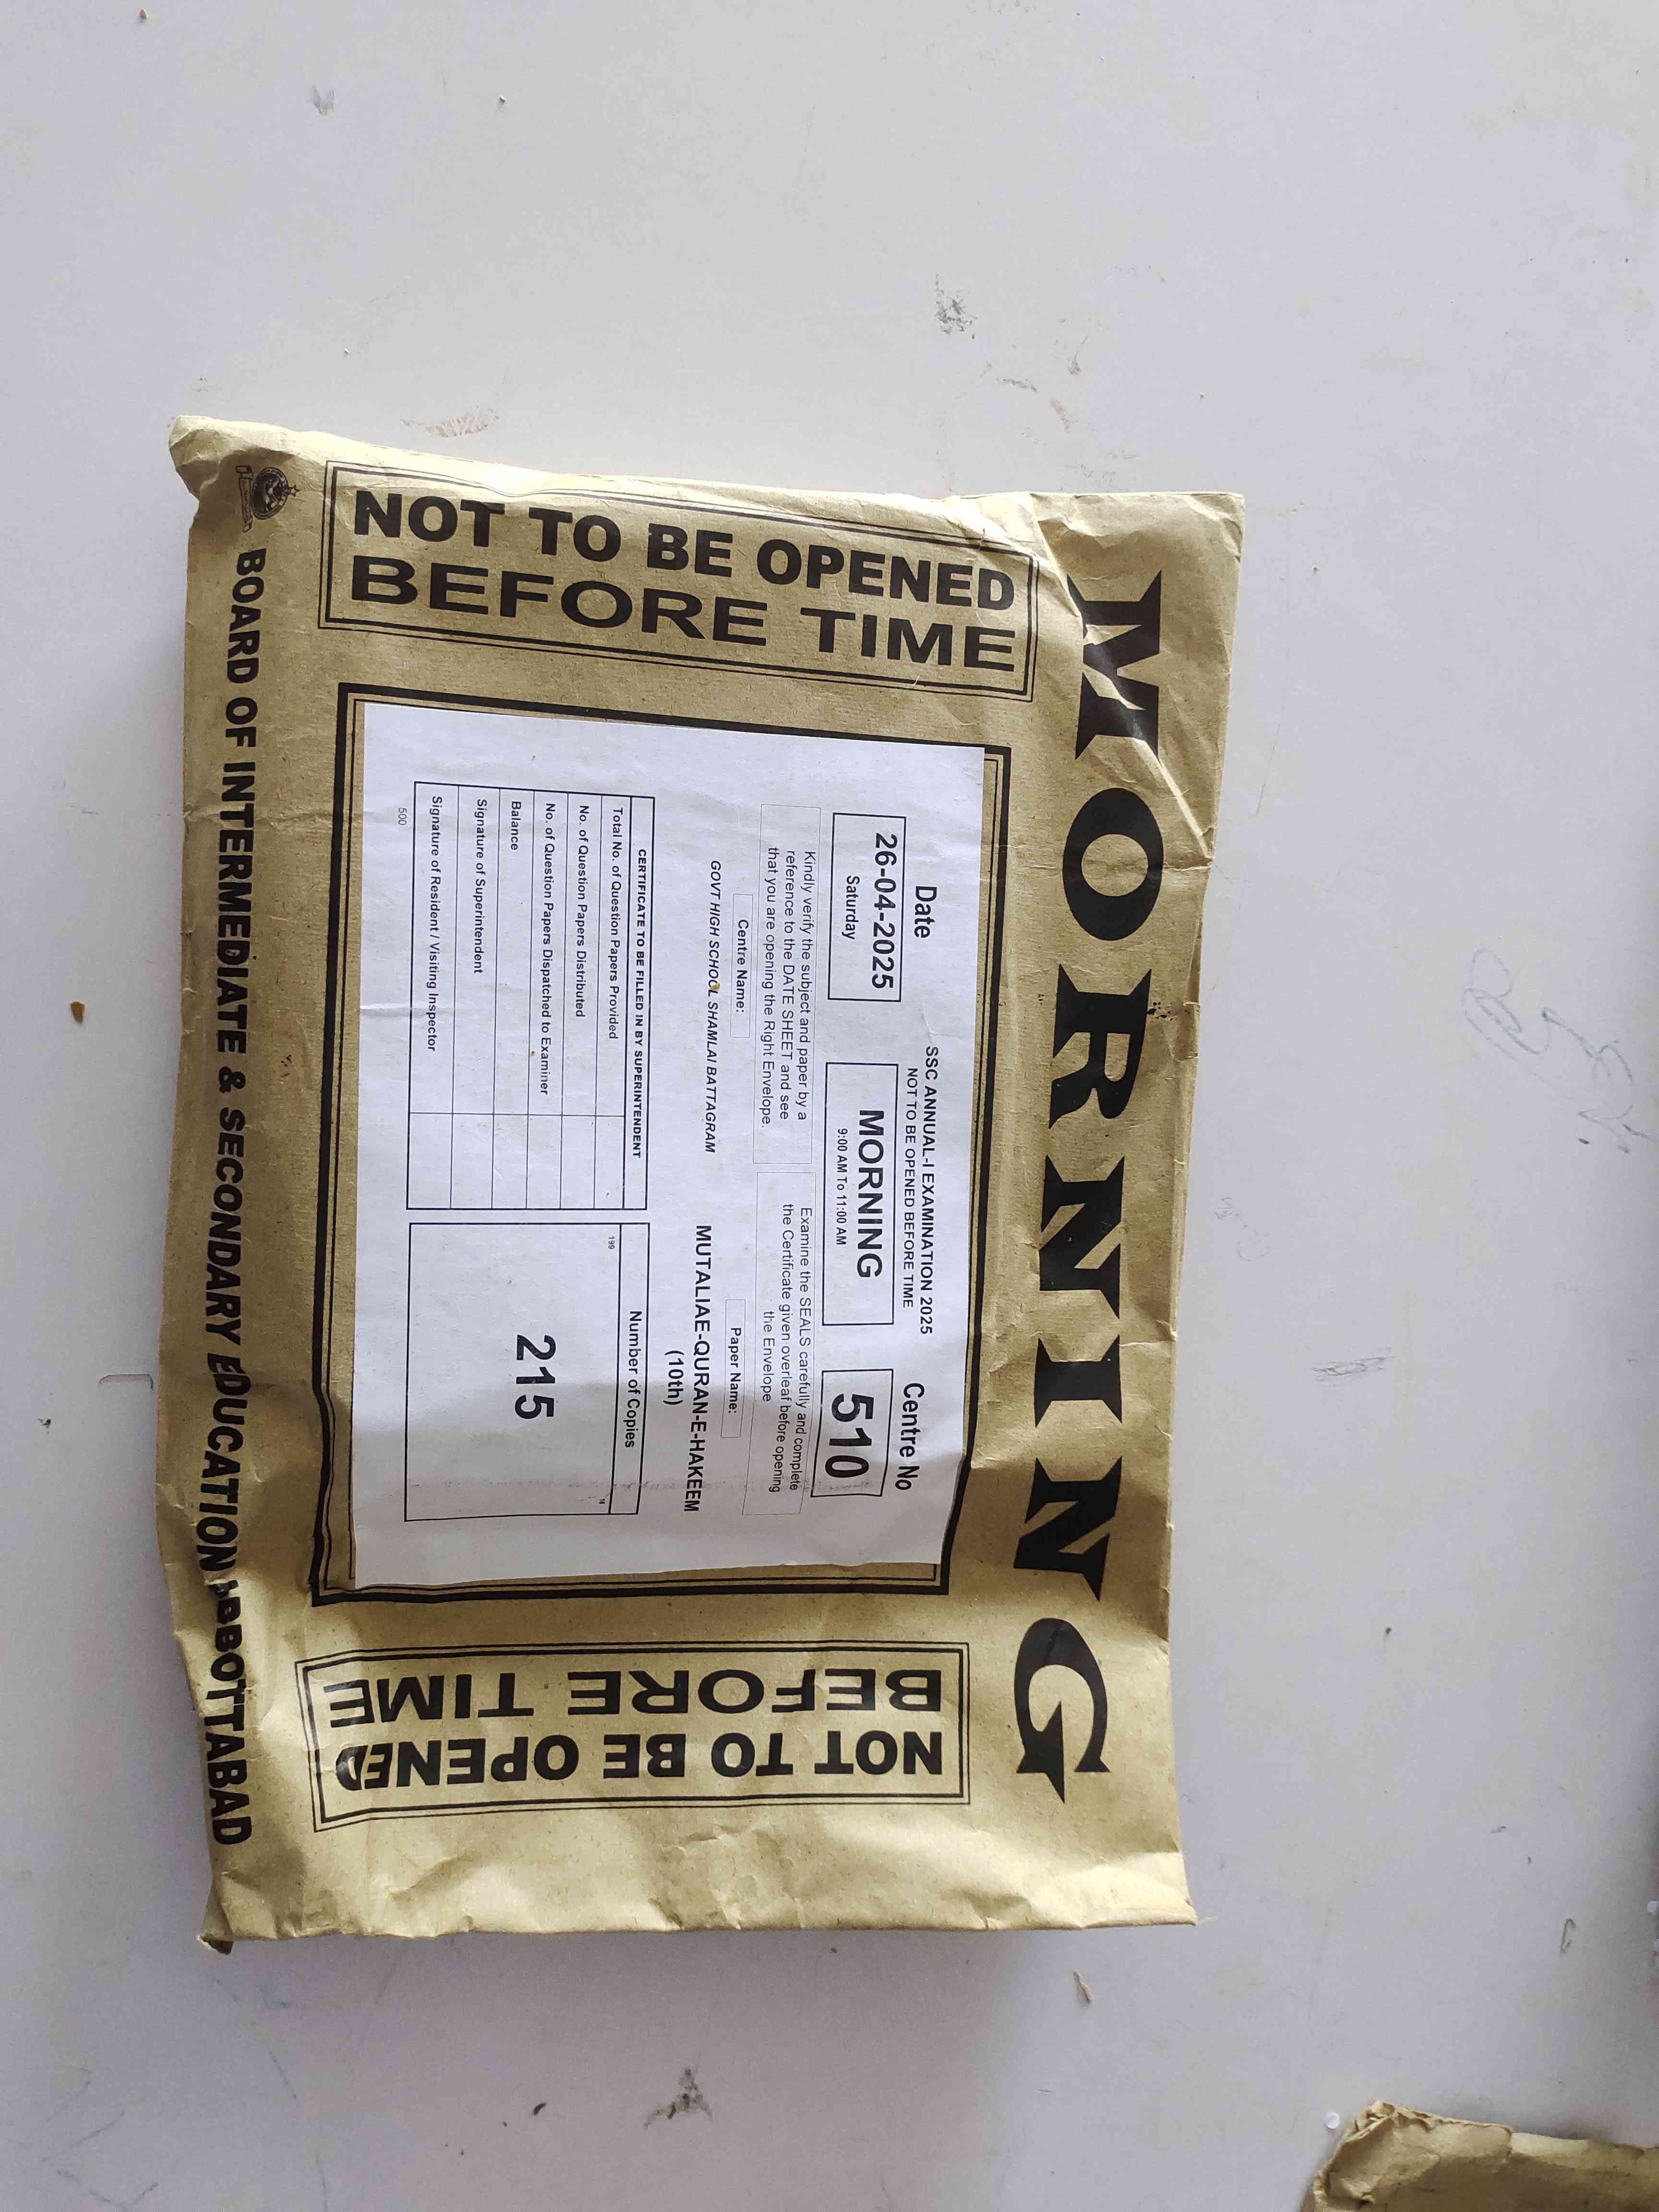 MORNING
NOT TO BE OPENED
BEFORE TIME
SSC ANNUAL-I EXAMINATION 2025
NOT TO BE OPENED BEFORE TIME
Date
26-04-2025
Saturday
MORNING
9:00 AM To 11:00 AM
Centre No
510
Kindly verify the subject and paper by a
reference to the DATE SHEET and see
that you are opening the Right Envelope.
Examine the SEALS carefully and complete
the Certificate given overleaf before opening
the Envelope
Centre Name:
GOVT HIGH SCHOOL SHAMLAI BATTAGRAM
Paper Name:
MUTALIAE-QURAN-E-HAKEEM
(10th)
CERTIFICATE TO BE FILLED IN BY SUPERINTENDENT
Total No. of Question Papers Provided
No. of Question Papers Distributed
No. of Question Papers Dispatched to Examiner
Balance
Signature of Superintendent
Signature of Resident / Visiting Inspector
500
Number of Copies
199
215
NOT TO BE OPENED
BEFORE TIME
BOARD OF INTERMEDIATE & SECONDARY EDUCATION ABBOTTABAD